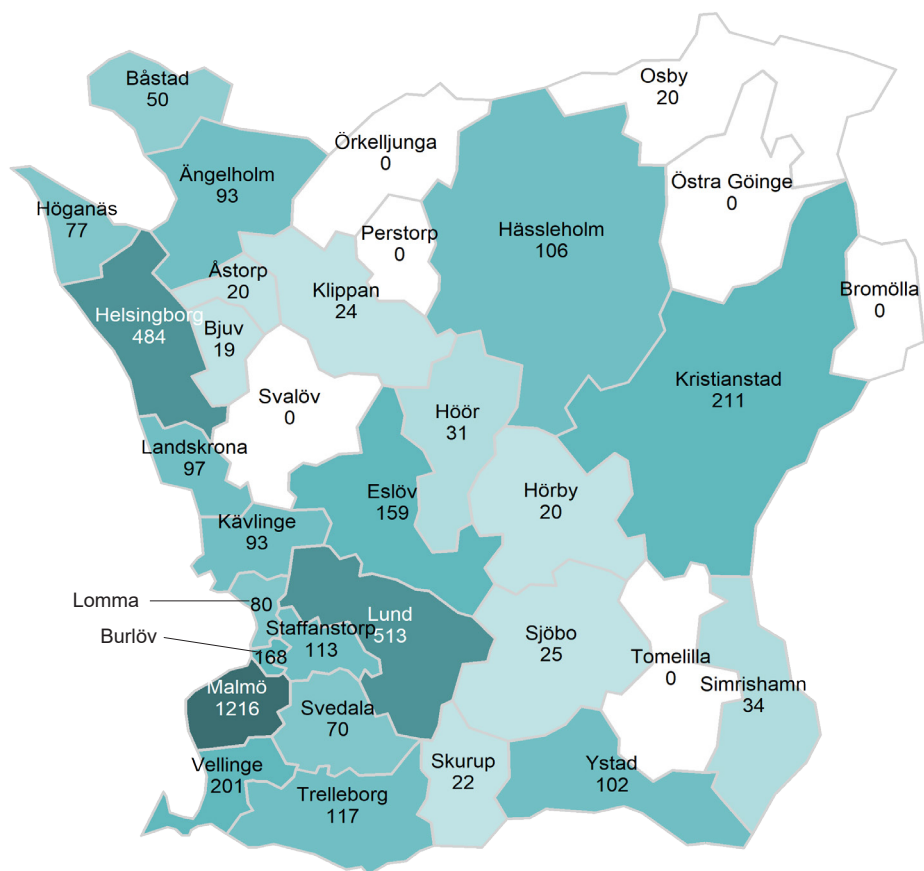 Båstad
50
Osby
20
Örkelljunga
0
Ängelholm
93
Östra Göinge
0
Höganäs
77
Perstorp
0
Hässleholm
106
Åstorp
20
Klippan
24
Bromölla
0
Helsingborg
484
Bjuv
19
Kristianstad
211
Svalöv
0
Höör
31
Landskrona
97
Eslöv
159
Hörby
20
Kävlinge
93
Lomma
80
Lund
513
Staffanstorp
113
Burlöv
168
Sjöbo
25
Tomelilla
0
Simrishamn
34
Malmö
1216
Svedala
70
Skurup
22
Ystad
102
Vellinge
201
Trelleborg
117